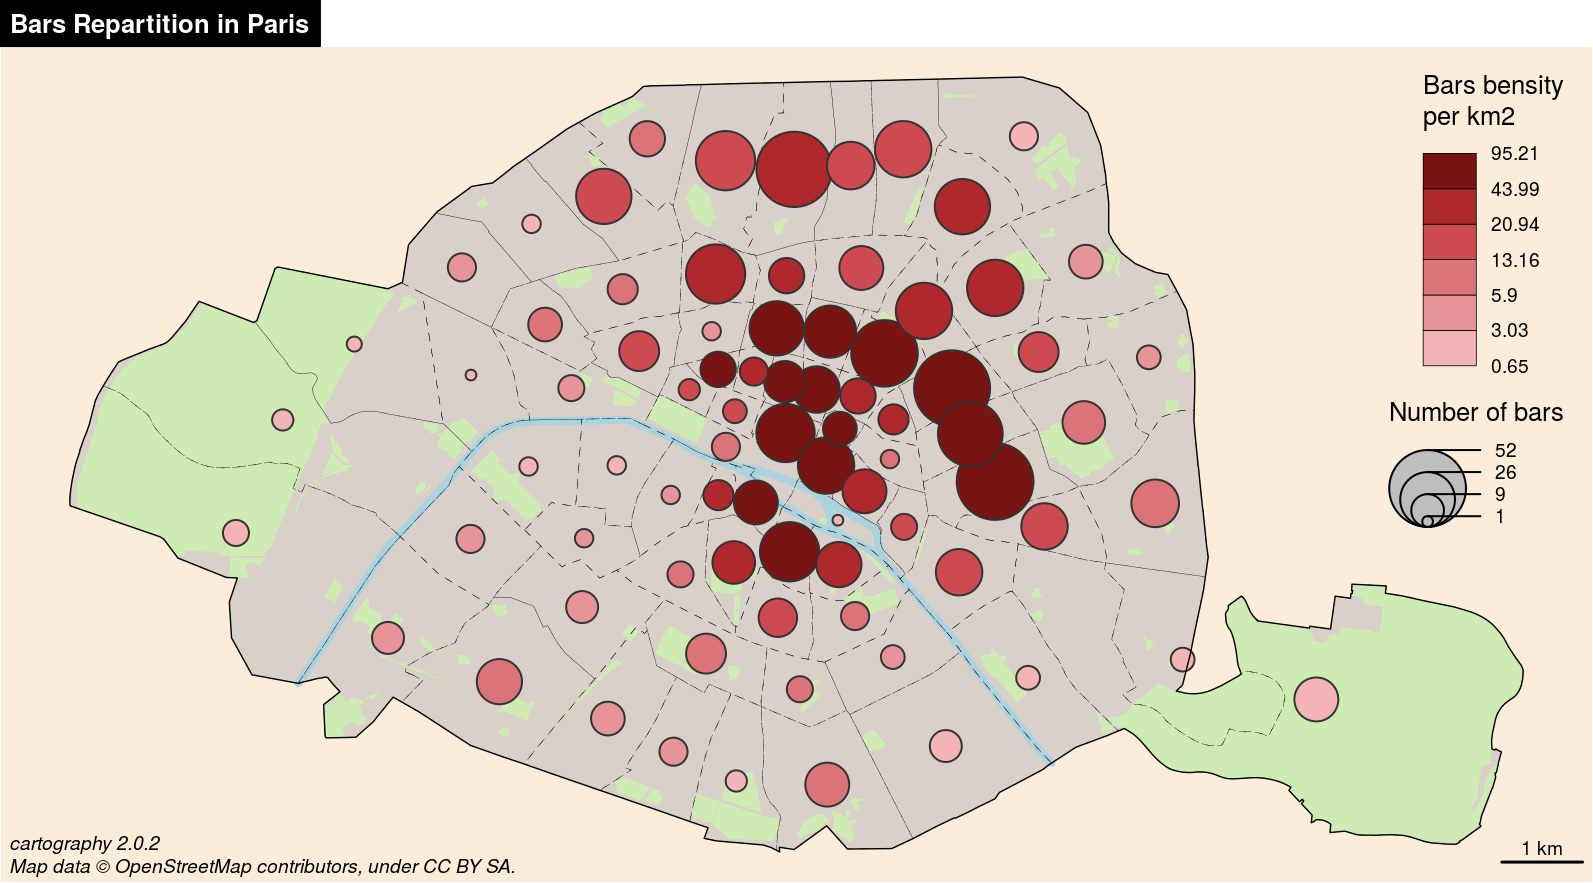 Bars Repartition in Paris
Bars bensity
per km2
95.21
43.99
20.94
13.16
5.9
3.03
0.65
Number of bars
52
26
9
1
1 km
cartography 2.0.2
Map data © OpenStreetMap contributors, under CC BY SA.